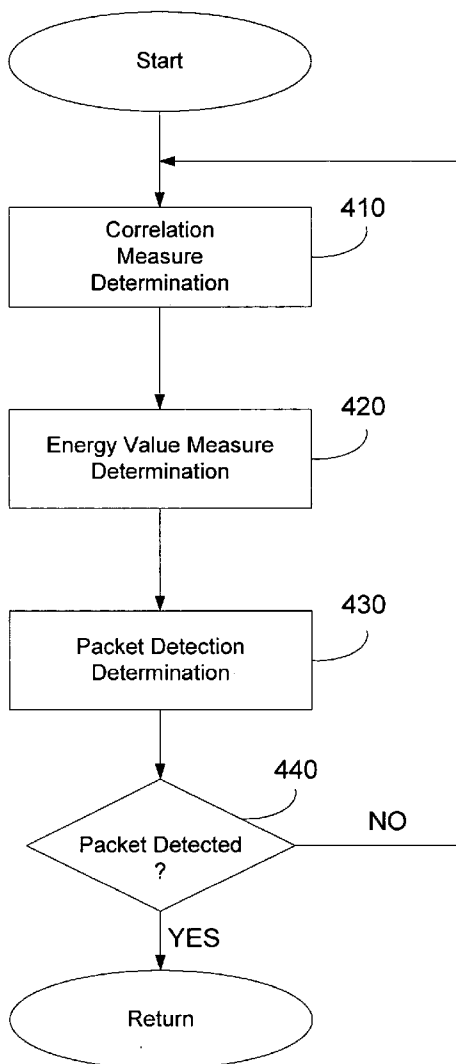 Start
410
Correlation
Measure
Determination
420
Energy Value Measure
Determination
430
Packet Detection
Determination
440
Packet Detected
?
NO
YES
Return